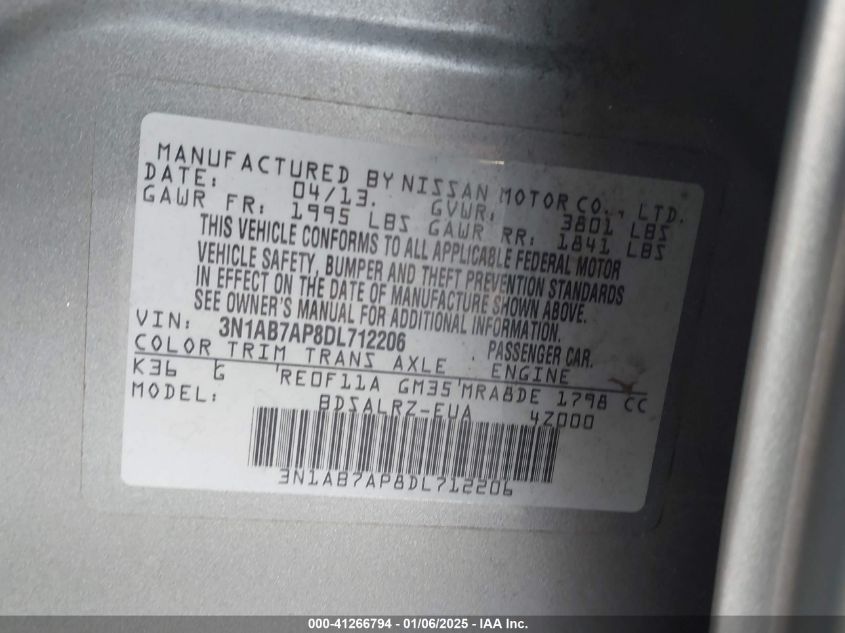 MANUFACTURED BY NISSAN MOTOR CO., LTD.
DATE: 04/13. GVWR: 3801 LBS
GAWR FR: 1995 LBS GAWR RR: 1841 LBS
THIS VEHICLE CONFORMS TO ALL APPLICABLE FEDERAL MOTOR
VEHICLE SAFETY, BUMPER AND THEFT PREVENTION STANDARDS
IN EFFECT ON THE DATE OF MANUFACTURE SHOWN ABOVE.
SEE OWNER'S MANUAL FOR ADDITIONAL INFORMATION.
VIN: 3N1AB7AP8DL712206 . PASSENGER CAR.
COLOR TRIM TRANS AXLE ENGINE
K36 G 'RE0F11A GM35'MRA8DE 1798 CC
MODEL: BDSALRZ-EUA 4Z000
3N1AB7AP8DL712206
000-41266794 - 01/06/2025 - IAA Inc.